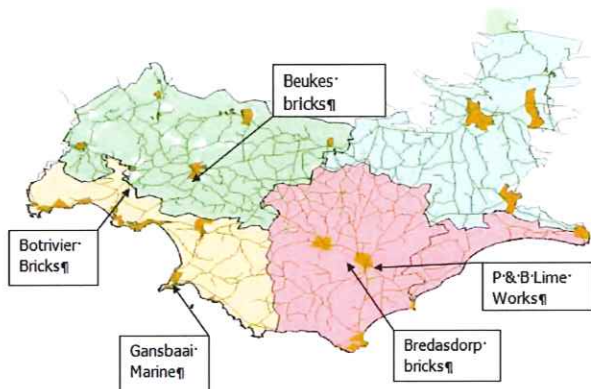 Beukes·
bricks¶
Botrivier·
Bricks¶
Gansbaai·
Marine¶
Bredasdorp·
bricks¶
P·&·B·Lime·
Works¶